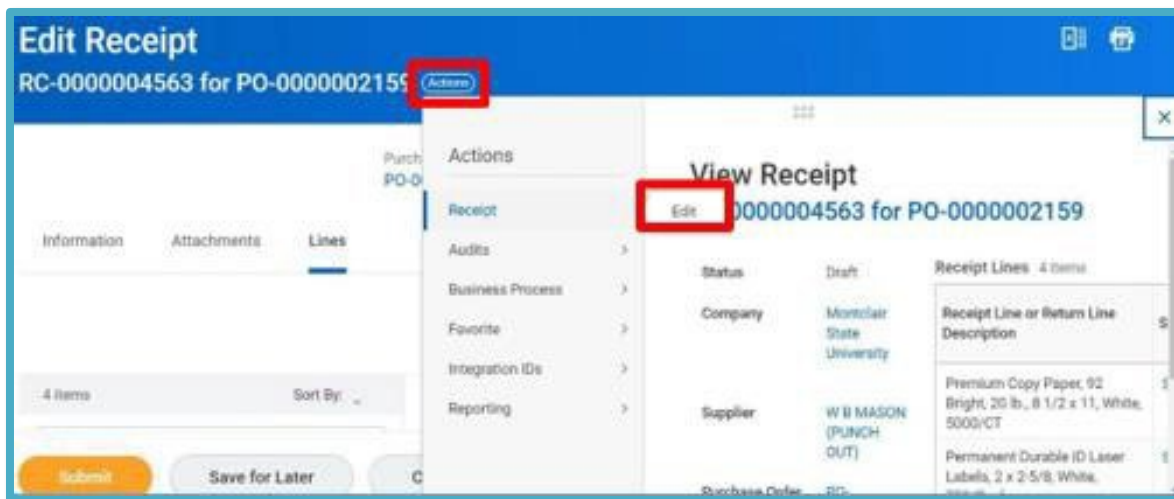 Edit Receipt
RC-0000004563 for PO-0000002159 Actions
Actions
Receipt
Audits
Business Process
Favorite
Integration IDs
Reporting
Information Attachments Lines
4 items Sort By:
Submit Save for Later
View Receipt
Edit 0000004563 for PO-0000002159
Status Draft
Company Montclair
State
University
Supplier W B MASON
(PUNCH
OUT)
Purchase Order PO-
Receipt Lines 4 items
Receipt Line or Return Line
Description
Premium Copy Paper, 92
Bright, 20 lb., 8 1/2 x 11, White,
5000/CT
Permanent Durable ID Laser
Labels, 2 x 2-5/8, White,